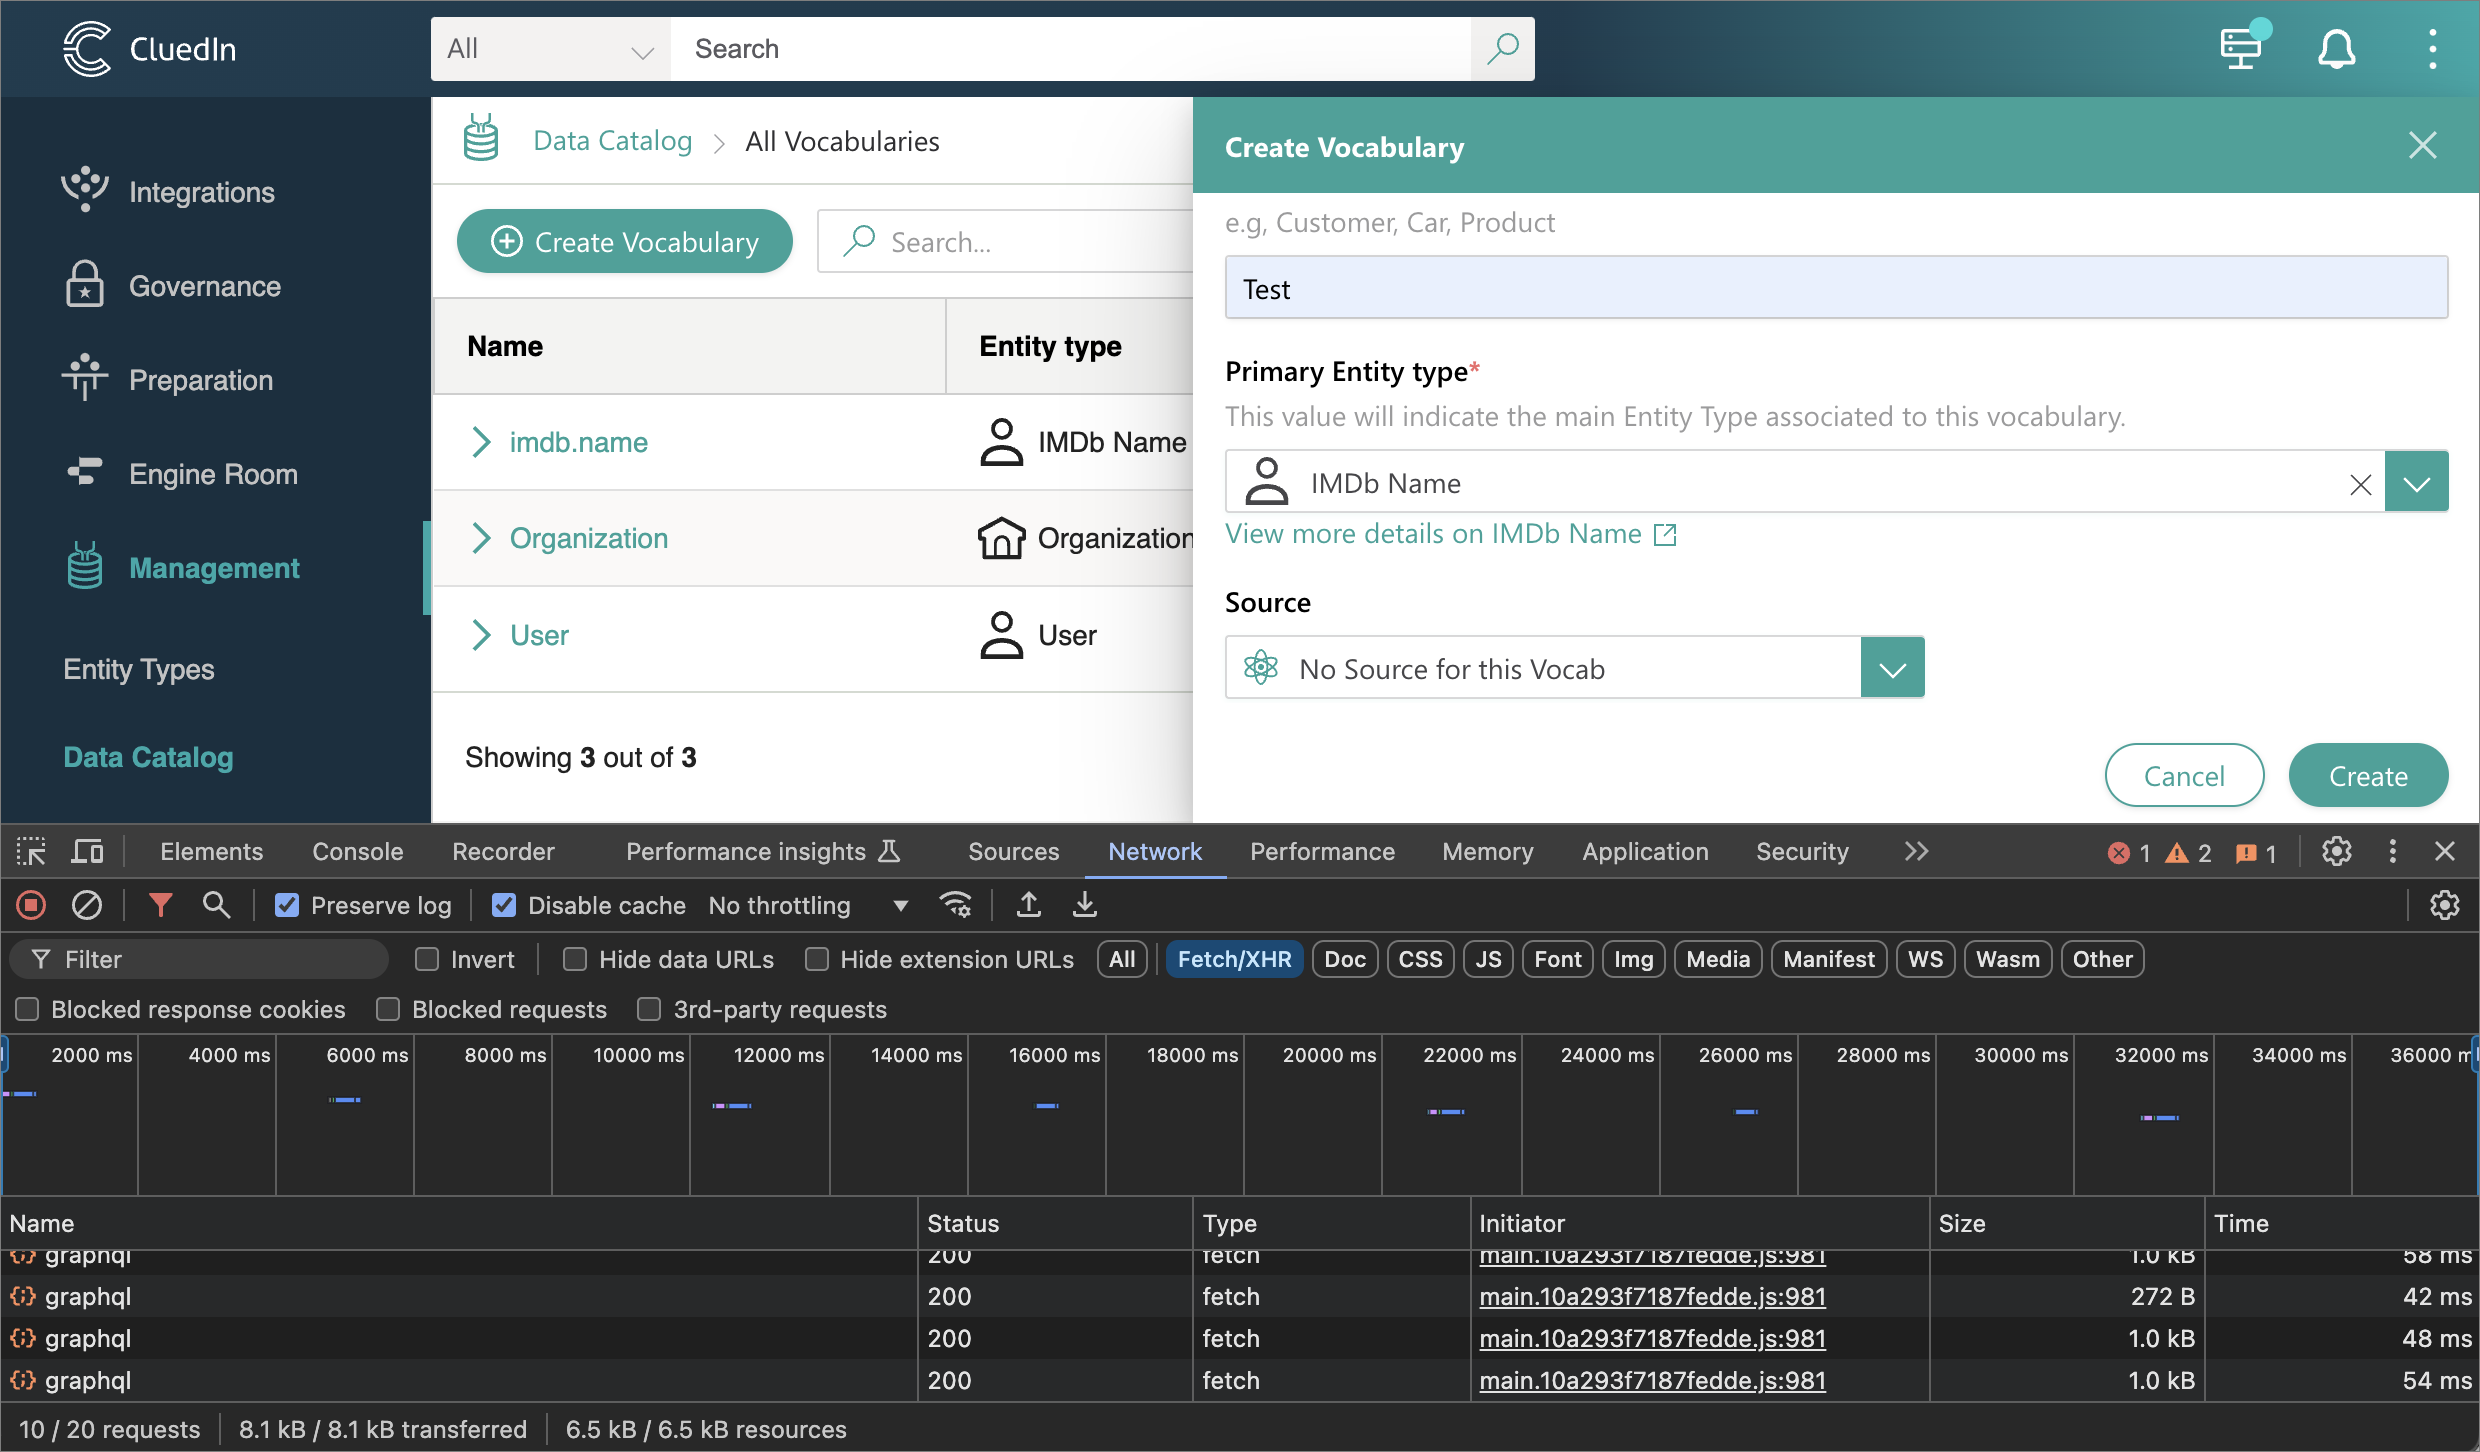 CluedIn
All
Search
Integrations
Governance
Preparation
Engine Room
Management
Entity Types
Data Catalog
Data Catalog > All Vocabularies
Create Vocabulary
Search...
Name
Entity type
imdb.name
IMDb Name
Organization
Organization
User
User
Showing 3 out of 3
Create Vocabulary
e.g, Customer, Car, Product
Test
Primary Entity type*
This value will indicate the main Entity Type associated to this vocabulary.
IMDb Name
View more details on IMDb Name
Source
No Source for this Vocab
Cancel
Create
Elements Console Recorder Performance insights Sources Network Performance Memory Application Security 1 2 1
Preserve log Disable cache No throttling
Filter Invert Hide data URLs Hide extension URLs All Fetch/XHR Doc CSS JS Font Img Media Manifest WS Wasm Other
Blocked response cookies Blocked requests 3rd-party requests
2000 ms 4000 ms 6000 ms 8000 ms 10000 ms 12000 ms 14000 ms 16000 ms 18000 ms 20000 ms 22000 ms 24000 ms 26000 ms 28000 ms 30000 ms 32000 ms 34000 ms 36000 m
Name Status Type Initiator Size Time
graphql 200 fetch main.10a293f7187fedde.js:981 1.0 kB 58 ms
graphql 200 fetch main.10a293f7187fedde.js:981 272 B 42 ms
graphql 200 fetch main.10a293f7187fedde.js:981 1.0 kB 48 ms
graphql 200 fetch main.10a293f7187fedde.js:981 1.0 kB 54 ms
10 / 20 requests 8.1 kB / 8.1 kB transferred 6.5 kB / 6.5 kB resources